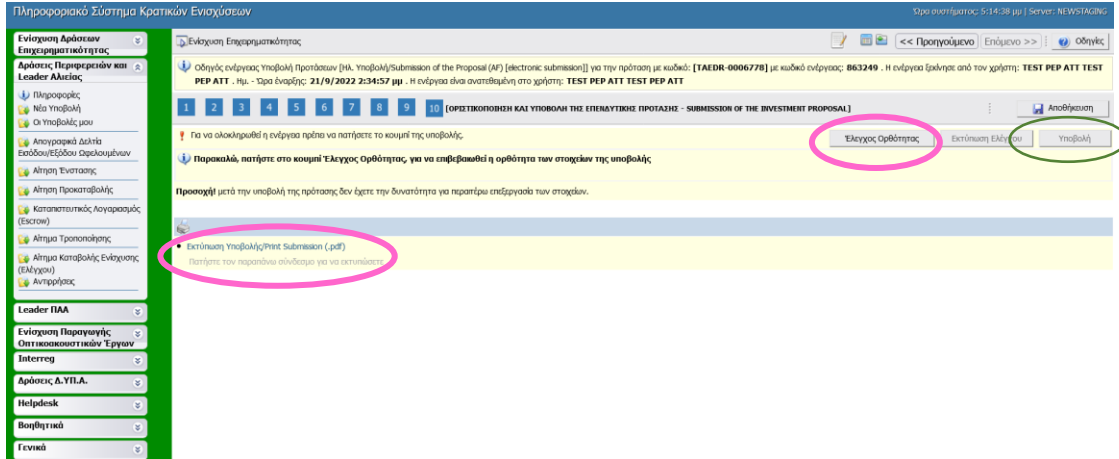 Πληροφοριακό Σύστημα Κρατικών Ενισχύσεων
Ώρα συστήματος: 5:14:38 μμ | Server: NEWSTAGING
Ενίσχυση Δράσεων
Επιχειρηματικότητας
Δράσεις Περιφερειών και
Leader Αλιείας
Πληροφορίες
Νέα Υποβολή
Οι Υποβολές μου
Απογραφικά Δελτία
Εισόδου/Εξόδου Ωφελουμένων
Αίτηση Ένστασης
Αίτηση Προκαταβολής
Καταπιστευτικός Λογαριασμός
(Escrow)
Αίτημα Τροποποίησης
Αίτημα Καταβολής Ενίσχυσης
(Ελέγχου)
Αντιρρήσεις
Leader ΠΑΑ
Ενίσχυση Παραγωγής
Οπτικοακουστικών Έργων
Interreg
Δράσεις Δ.ΥΠ.Α.
Helpdesk
Βοηθητικά
Γενικά
Ενίσχυση Επιχειρηματικότητας
<< Προηγούμενο
Επόμενο >>
Οδηγίες
Οδηγός ενέργειας Υποβολή Προτάσεων [Ηλ. Υποβολή/Submission of the Proposal (AF) [electronic submission]] για την πρόταση με κωδικό: [TAEDR-0006778] με κωδικό ενέργειας: 863249 . Η ενέργεια ξεκίνησε από τον χρήστη: TEST PEP ATT TEST
PEP ATT . Ημ. - Ώρα έναρξης: 21/9/2022 2:34:57 μμ . Η ενέργεια είναι ανατεθειμένη στο χρήστη: TEST PEP ATT TEST PEP ATT
1 2 3 4 5 6 7 8 9 10 [ΟΡΙΣΤΙΚΟΠΟΙΗΣΗ ΚΑΙ ΥΠΟΒΟΛΗ ΤΗΣ ΕΠΕΝΔΥΤΙΚΗΣ ΠΡΟΤΑΣΗΣ - SUBMISSION OF THE INVESTMENT PROPOSAL]
Αποθήκευση
Για να ολοκληρωθεί η ενέργεια πρέπει να πατήσετε το κουμπί της υποβολής.
Έλεγχος Ορθότητας
Εκτύπωση Ελέγχου
Υποβολή
Παρακαλώ, πατήστε στο κουμπί Έλεγχος Ορθότητας, για να επιβεβαιωθεί η ορθότητα των στοιχείων της υποβολής
Προσοχή! μετά την υποβολή της πρότασης δεν έχετε την δυνατότητα για περαιτέρω επεξεργασία των στοιχείων.
Εκτύπωση Υποβολής/Print Submission (.pdf)
Πατήστε τον παραπάνω σύνδεσμο για να εκτυπώσετε